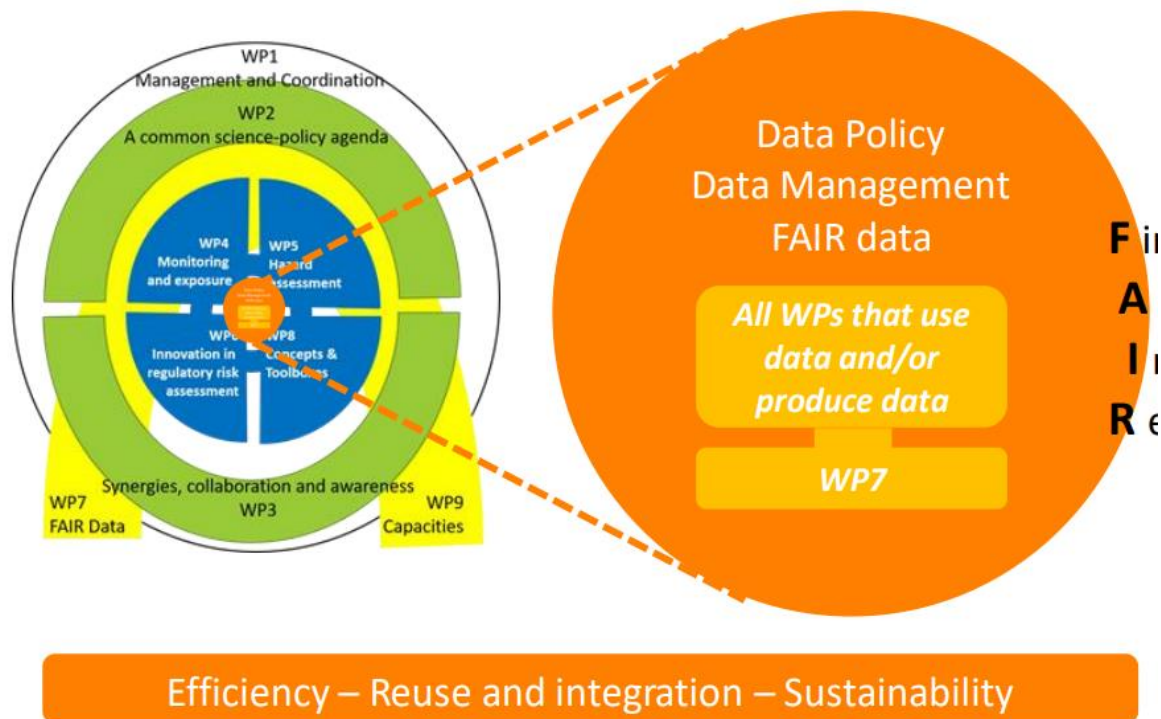 WP1
Management and Coordination
WP2
A common science-policy agenda
WP4
Monitoring
and exposure
WP5
Hazard
assessment
WP6
Innovation in
regulatory risk
assessment
WP8
Concepts &
Toolboxes
Synergies, collaboration and awareness
WP3
WP7
FAIR Data
WP9
Capacities
Data Policy
Data Management
FAIR data
All WPs that use
data and/or
produce data
WP7
F
A
I
R
Efficiency – Reuse and integration – Sustainability